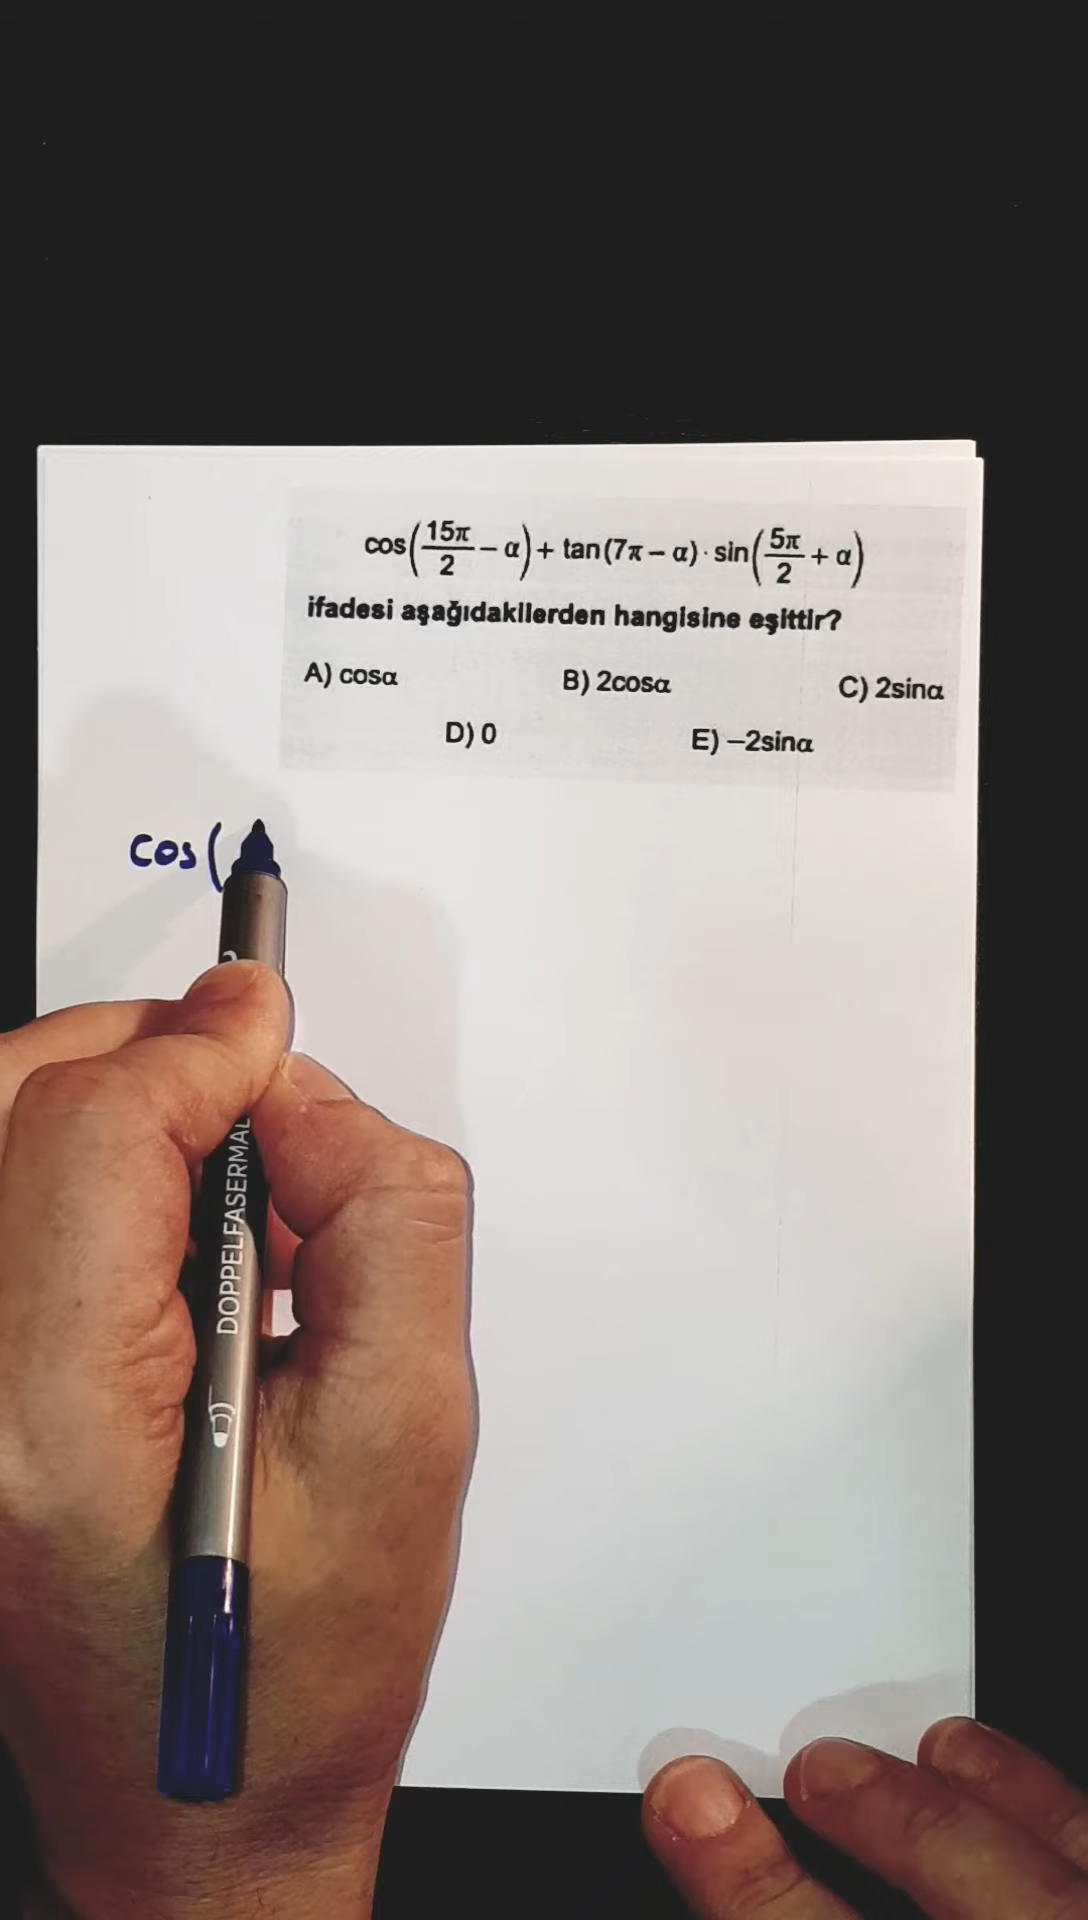 cos(15π/2 − α) + tan(7π − α) · sin(5π/2 + α)
ifadesi aşağıdakilerden hangisine eşittir?
A) cosα B) 2cosα C) 2sinα
D) 0 E) −2sinα
cos(
DOPPELFASERMAL